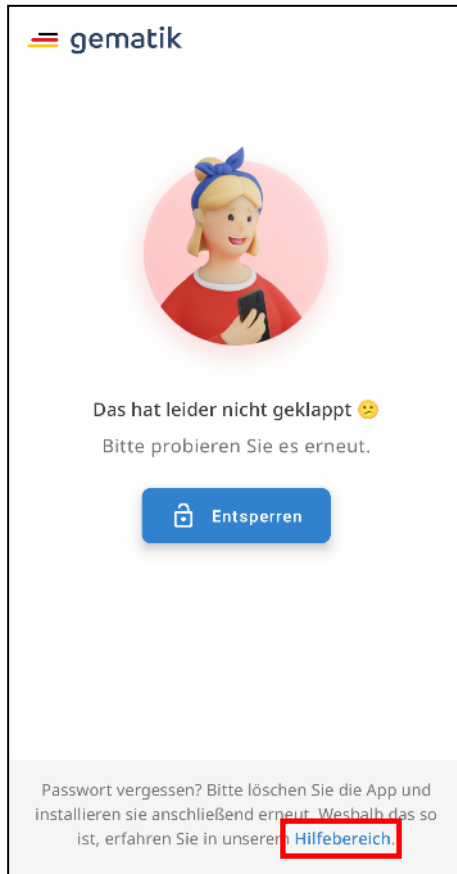 gematik
Das hat leider nicht geklappt 😕
Bitte probieren Sie es erneut.
Entsperren
Passwort vergessen? Bitte löschen Sie die App und
installieren sie anschließend erneut. Weshalb das so
ist, erfahren Sie in unserem Hilfebereich.